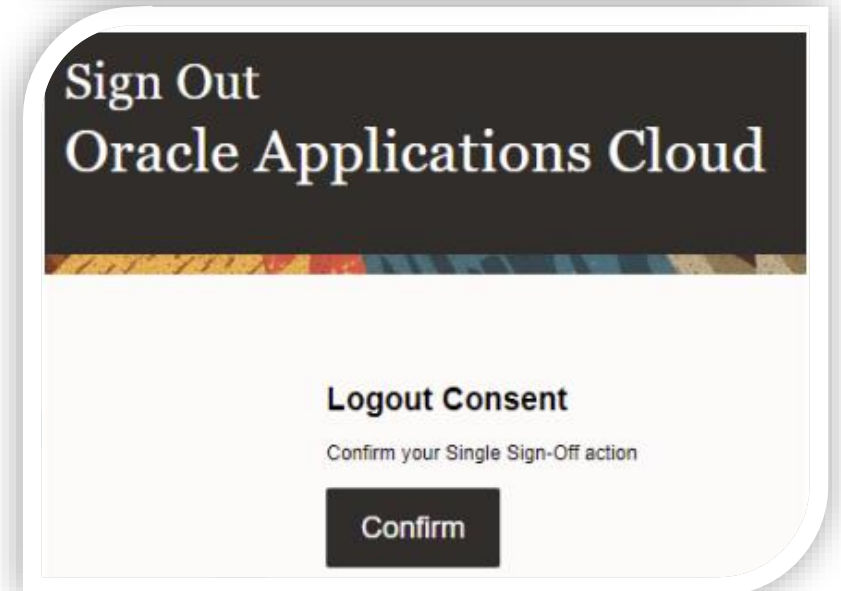 Sign Out
Oracle Applications Cloud
Logout Consent
Confirm your Single Sign-Off action
Confirm